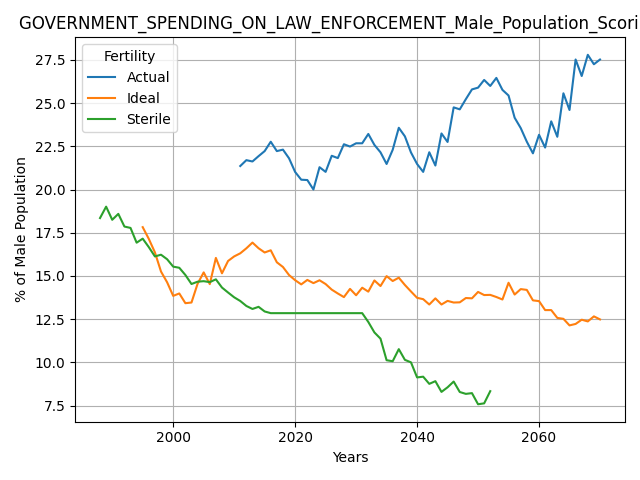 GOVERNMENT_SPENDING_ON_LAW_ENFORCEMENT_Male_Population_Scori
Fertility
Actual
Ideal
Sterile
% of Male Population
27.5
25.0
22.5
20.0
17.5
15.0
12.5
10.0
7.5
2000 2020 2040 2060
Years